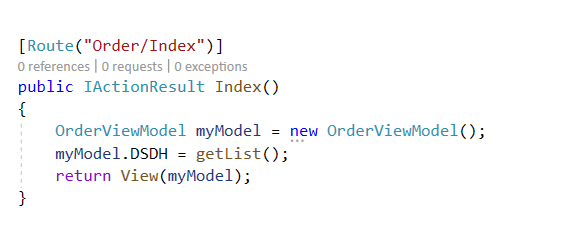 [Route("Order/Index")]
0 references | 0 requests | 0 exceptions
public IActionResult Index()
{
    OrderViewModel myModel = new OrderViewModel();
    myModel.DSDH = getList();
    return View(myModel);
}